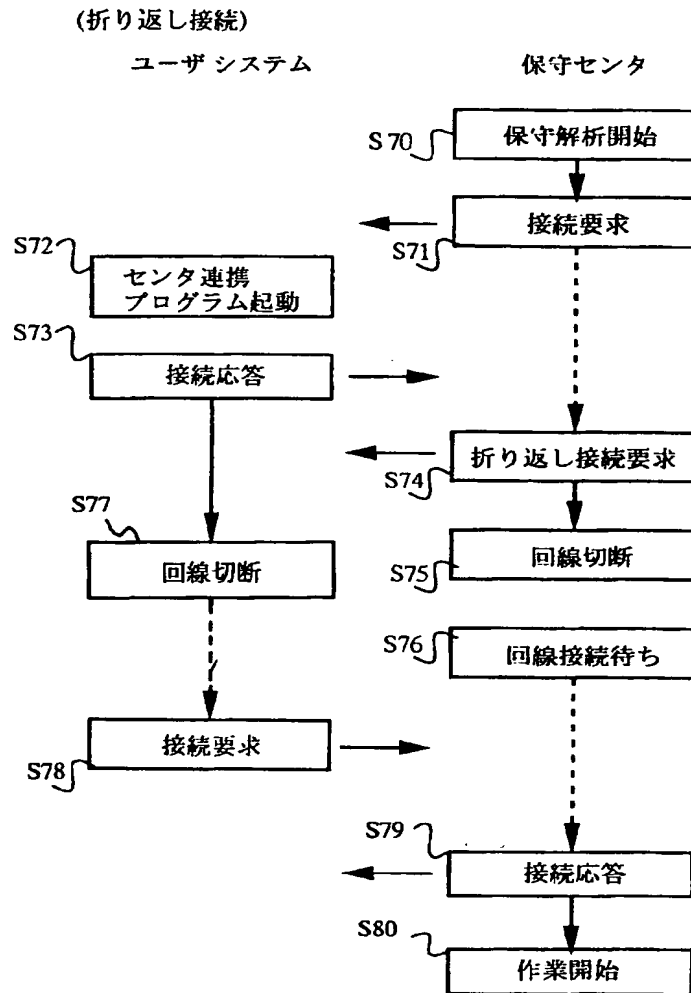 (折り返し接続)
ユーザ システム
保守センタ
S70
保守解析開始
接続要求
S71
S72
センタ連携
プログラム起動
S73
接続応答
折り返し接続要求
S74
S77
回線切断
回線切断
S75
S76
回線接続待ち
接続要求
S78
S79
接続応答
S80
作業開始